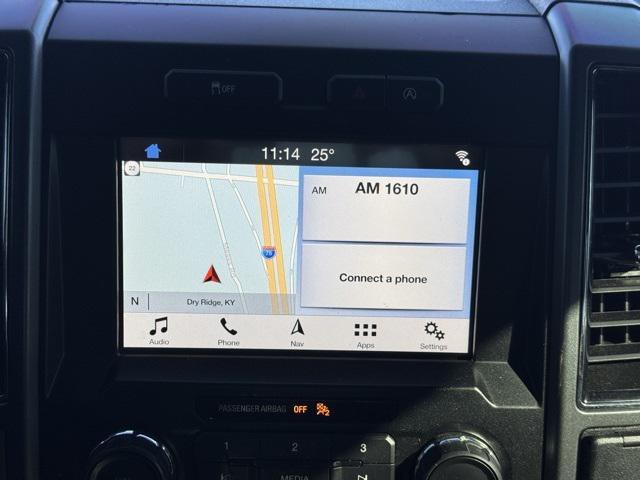 OFF
11:14 25°
22
AM AM 1610
75
Connect a phone
N Dry Ridge, KY
Audio Phone Nav Apps Settings
PASSENGER AIRBAG OFF 2
1 2 3
MEDIA